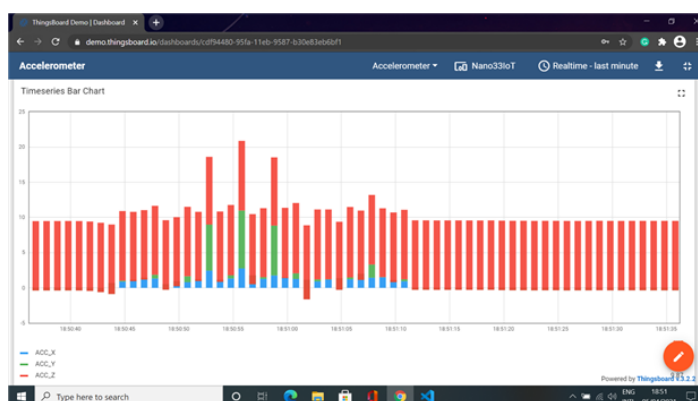 ThingsBoard Demo | Dashboard
demo.thingsboard.io/dashboards/cdf94480-95fa-11eb-9587-b30e83eb6bf1
Accelerometer
Accelerometer
Nano33IoT
Realtime - last minute
Timeseries Bar Chart
25
20
15
10
5
0
-5
18:50:40
18:50:45
18:50:50
18:50:55
18:51:00
18:51:05
18:51:10
18:51:15
18:51:20
18:51:25
18:51:30
18:51:35
ACC_X
ACC_Y
ACC_Z
Powered by Thingsboard v.3.2.2
Type here to search
ENG
18:51